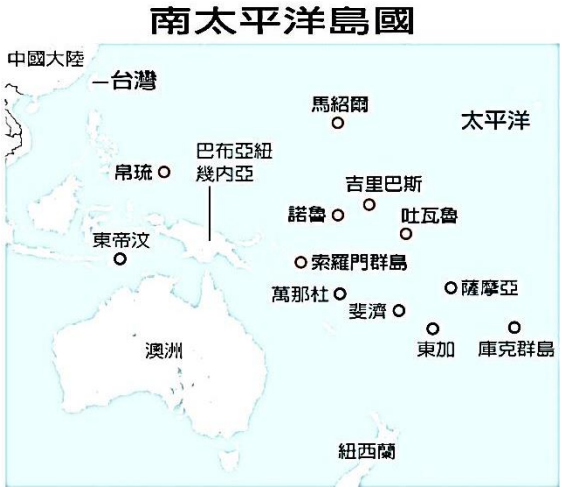 南太平洋島國
中國大陸
台灣
馬紹爾
太平洋
巴布亞紐
幾内亞
帛琉
吉里巴斯
諾魯
吐瓦魯
東帝汶
索羅門群島
萬那杜
薩摩亞
斐濟
澳洲
東加
庫克群島
紐西蘭